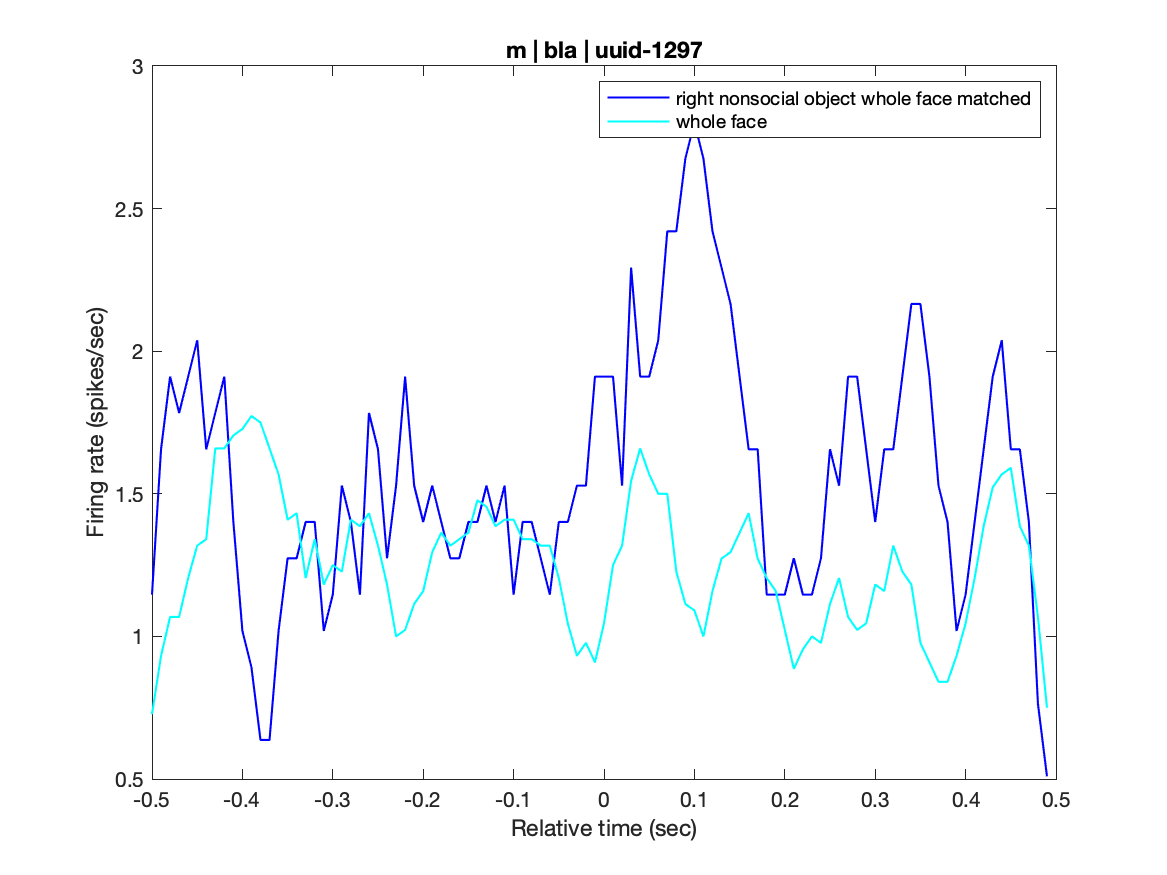 m | bla | uuid-1297
3
right nonsocial object whole face matched
whole face
2.5
2
1.5
1
0.5
Firing rate (spikes/sec)
-0.5 -0.4 -0.3 -0.2 -0.1 0 0.1 0.2 0.3 0.4 0.5
Relative time (sec)